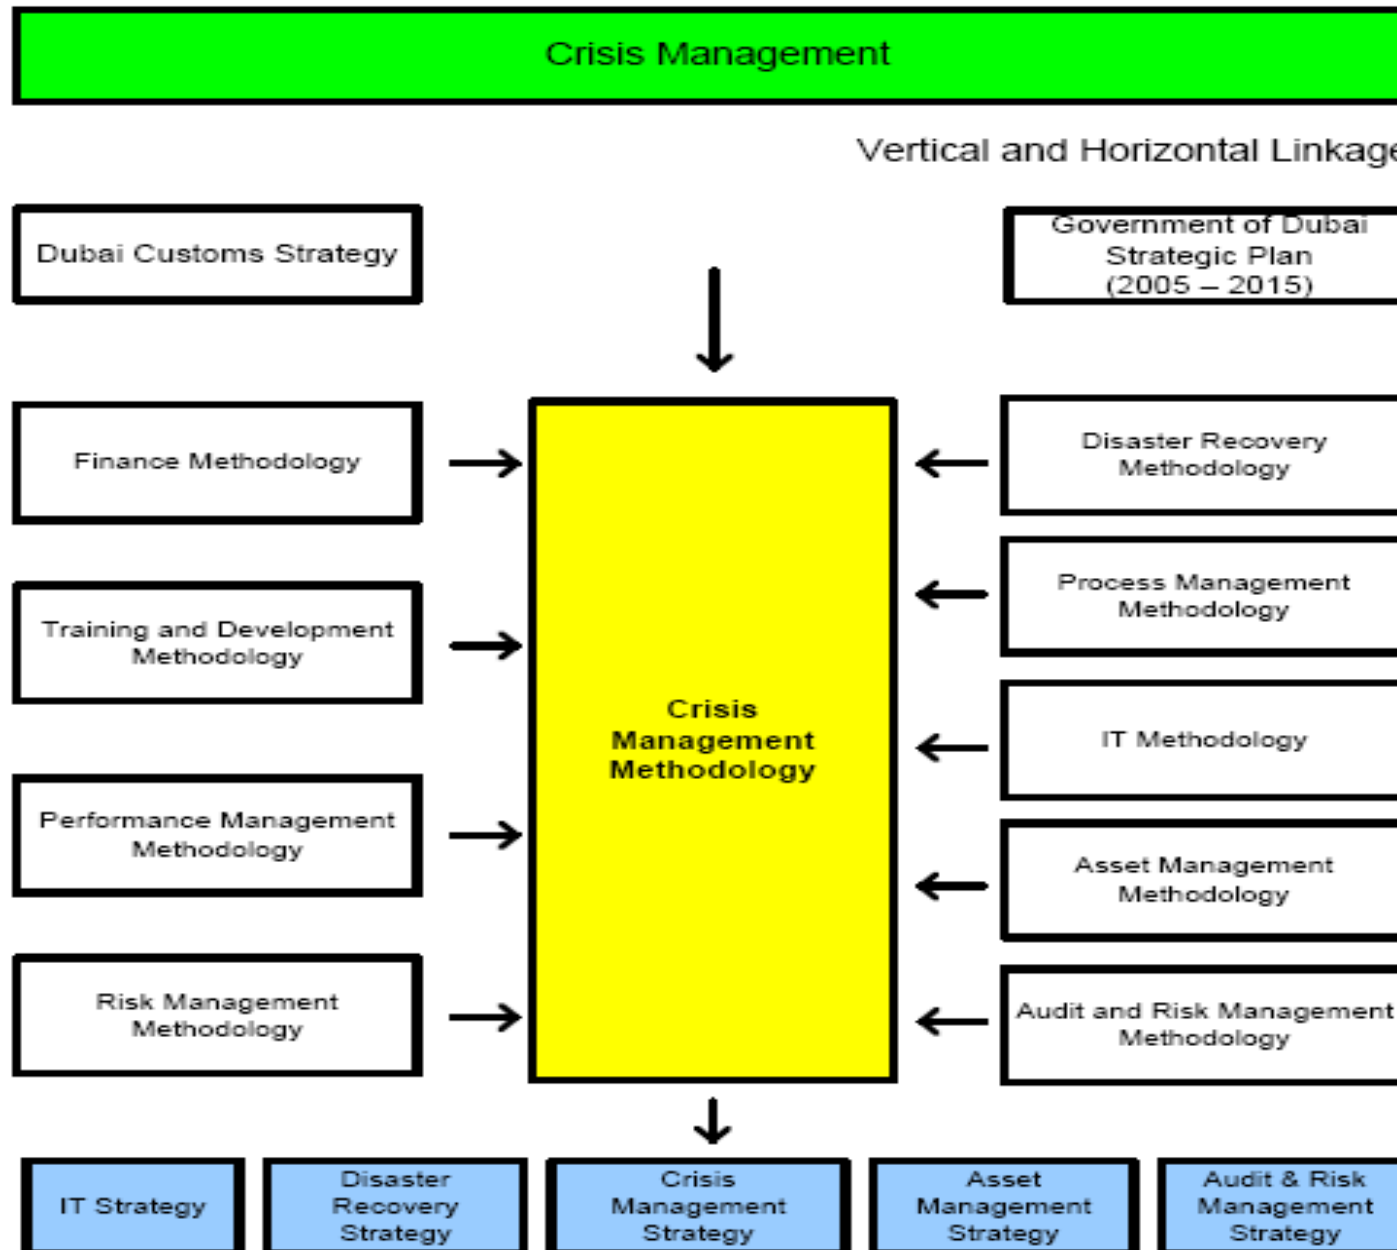 Crisis Management
Vertical and Horizontal Linkage
Dubai Customs Strategy
Government of Dubai
Strategic Plan
(2005 – 2015)
Finance Methodology
Training and Development
Methodology
Performance Management
Methodology
Risk Management
Methodology
Crisis
Management
Methodology
Disaster Recovery
Methodology
Process Management
Methodology
IT Methodology
Asset Management
Methodology
Audit and Risk Management
Methodology
IT Strategy
Disaster
Recovery
Strategy
Crisis
Management
Strategy
Asset
Management
Strategy
Audit & Risk
Management
Strategy